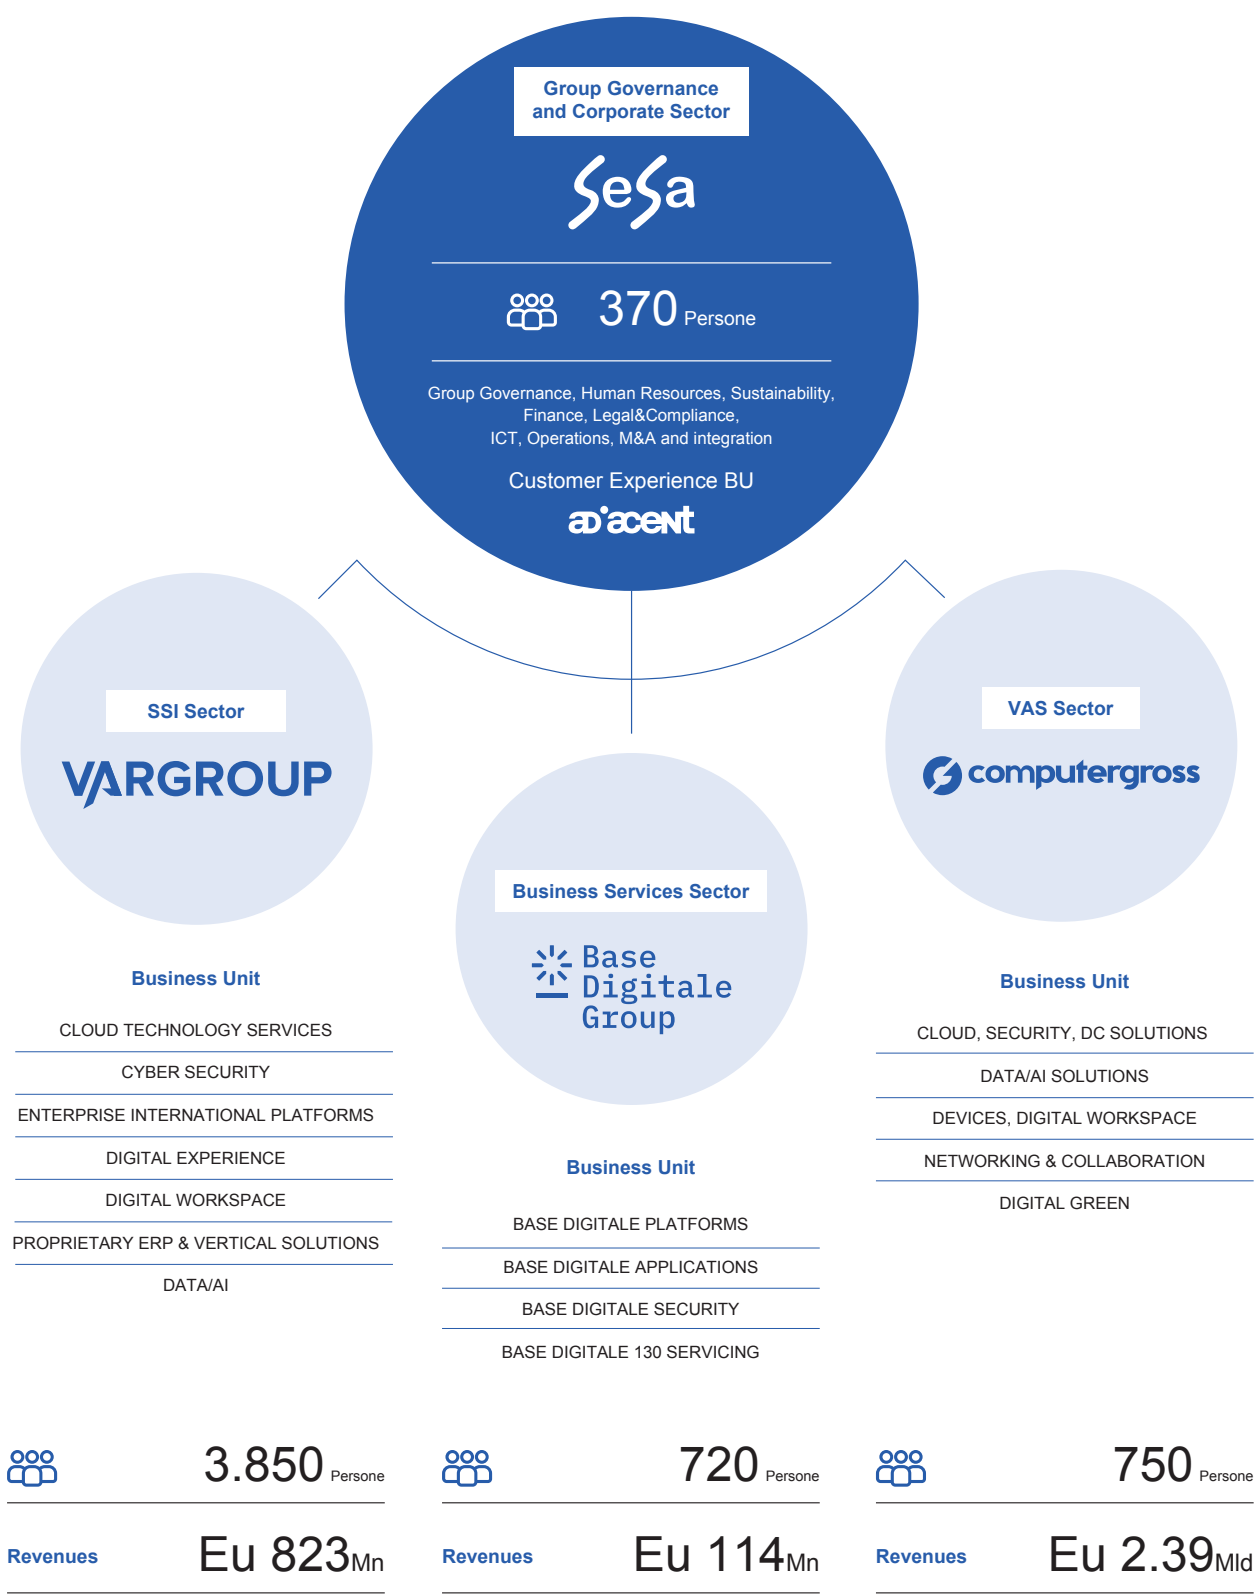 Group Governance
and Corporate Sector
SeSa
370 Persone
Group Governance, Human Resources, Sustainability,
Finance, Legal&Compliance,
ICT, Operations, M&A and integration
Customer Experience BU
adiacent
SSI Sector
VARGROUP
Business Unit
CLOUD TECHNOLOGY SERVICES
CYBER SECURITY
ENTERPRISE INTERNATIONAL PLATFORMS
DIGITAL EXPERIENCE
DIGITAL WORKSPACE
PROPRIETARY ERP & VERTICAL SOLUTIONS
DATA/AI
3.850 Persone
Revenues Eu 823Mn
Business Services Sector
Base
Digitale
Group
Business Unit
BASE DIGITALE PLATFORMS
BASE DIGITALE APPLICATIONS
BASE DIGITALE SECURITY
BASE DIGITALE 130 SERVICING
720 Persone
Revenues Eu 114Mn
VAS Sector
computergross
Business Unit
CLOUD, SECURITY, DC SOLUTIONS
DATA/AI SOLUTIONS
DEVICES, DIGITAL WORKSPACE
NETWORKING & COLLABORATION
DIGITAL GREEN
750 Persone
Revenues Eu 2.39Mld